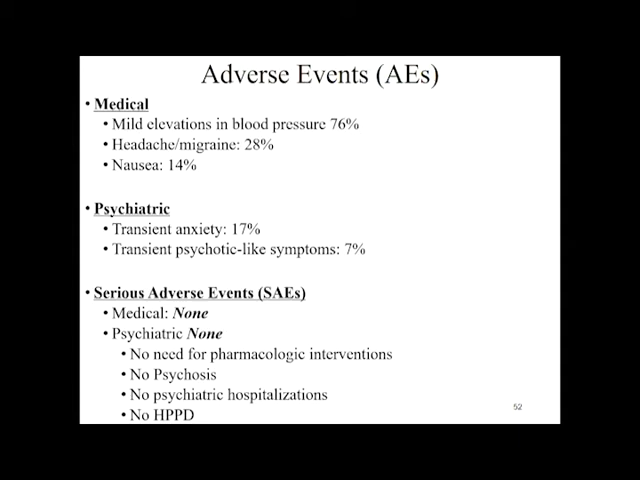 Adverse Events (AEs)
• Medical
• Mild elevations in blood pressure 76%
• Headache/migraine: 28%
• Nausea: 14%
• Psychiatric
• Transient anxiety: 17%
• Transient psychotic-like symptoms: 7%
• Serious Adverse Events (SAEs)
• Medical: None
• Psychiatric None
• No need for pharmacologic interventions
• No Psychosis
• No psychiatric hospitalizations
• No HPPD
52